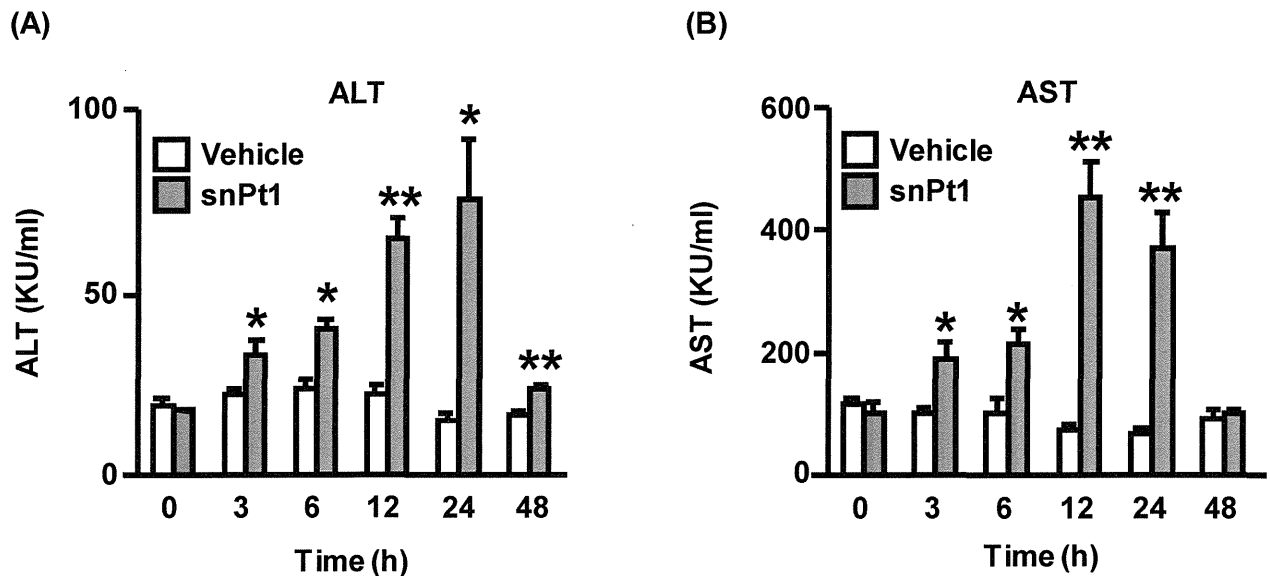 (A)
ALT
100
50
0
ALT (KU/ml)
Vehicle
snPt1
*
*
**
*
**
0 3 6 12 24 48
Time (h)
(B)
AST
600
400
200
0
AST (KU/ml)
Vehicle
snPt1
*
*
**
**
0 3 6 12 24 48
Time (h)